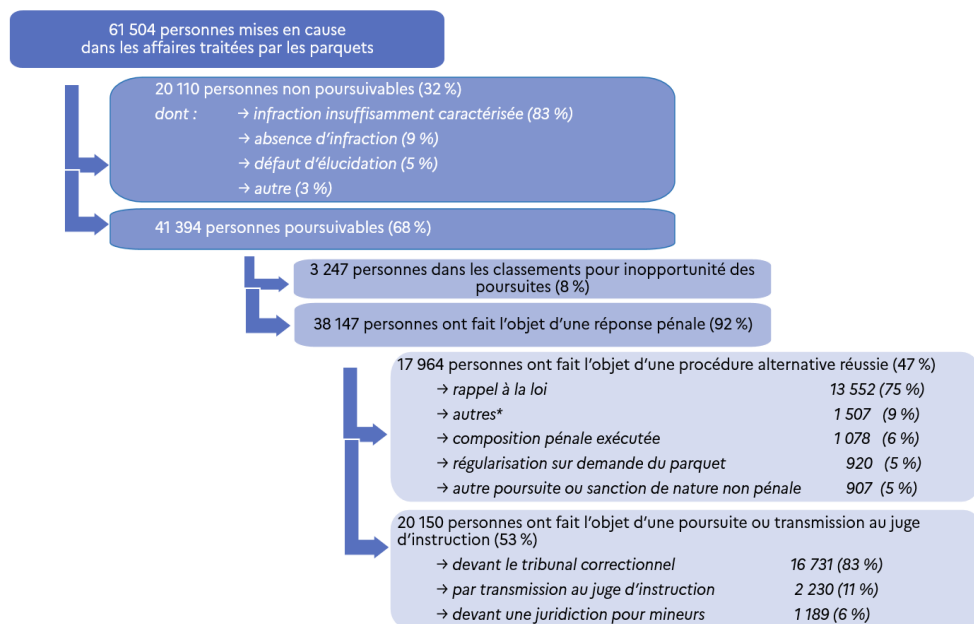 61 504 personnes mises en cause
dans les affaires traitées par les parquets
20 110 personnes non poursuivables (32 %)
dont : → infraction insuffisamment caractérisée (83 %)
→ absence d'infraction (9 %)
→ défaut d'élucidation (5 %)
→ autre (3 %)
41 394 personnes poursuivables (68 %)
3 247 personnes dans les classements pour inopportunité des
poursuites (8 %)
38 147 personnes ont fait l'objet d'une réponse pénale (92 %)
17 964 personnes ont fait l'objet d'une procédure alternative réussie (47 %)
→ rappel à la loi 13 552 (75 %)
→ autres* 1 507 (9 %)
→ composition pénale exécutée 1 078 (6 %)
→ régularisation sur demande du parquet 920 (5 %)
→ autre poursuite ou sanction de nature non pénale 907 (5 %)
20 150 personnes ont fait l'objet d'une poursuite ou transmission au juge
d'instruction (53 %)
→ devant le tribunal correctionnel 16 731 (83 %)
→ par transmission au juge d'instruction 2 230 (11 %)
→ devant une juridiction pour mineurs 1 189 (6 %)